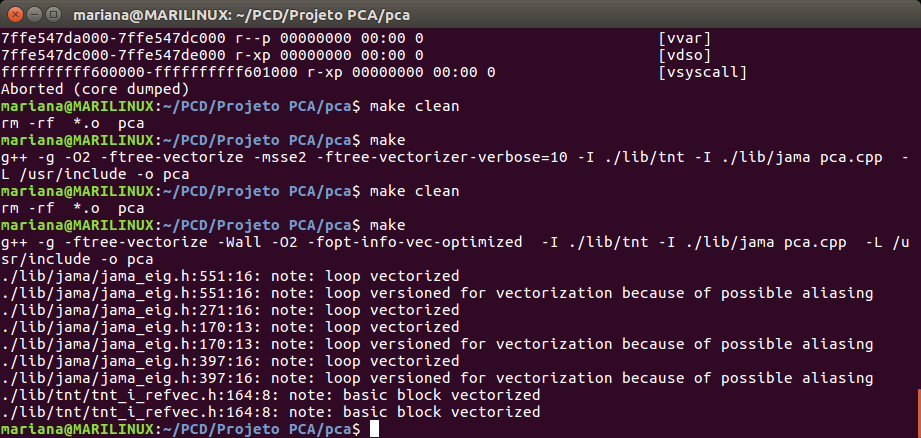 mariana@MARILINUX: ~/PCD/Projeto PCA/pca
7ffe547da000-7ffe547dc000 r--p 00000000 00:00 0 [vvar]
7ffe547dc000-7ffe547de000 r-xp 00000000 00:00 0 [vdso]
ffffffffff600000-ffffffffff601000 r-xp 00000000 00:00 0 [vsyscall]
Aborted (core dumped)
mariana@MARILINUX:~/PCD/Projeto PCA/pca$ make clean
rm -rf  *.o  pca
mariana@MARILINUX:~/PCD/Projeto PCA/pca$ make
g++ -g -O2 -ftree-vectorize -msse2 -ftree-vectorizer-verbose=10 -I ./lib/tnt -I ./lib/jama pca.cpp  -
L /usr/include -o pca
mariana@MARILINUX:~/PCD/Projeto PCA/pca$ make clean
rm -rf  *.o  pca
mariana@MARILINUX:~/PCD/Projeto PCA/pca$ make
g++ -g -ftree-vectorize -Wall -O2 -fopt-info-vec-optimized  -I ./lib/tnt -I ./lib/jama pca.cpp  -L /u
sr/include -o pca
./lib/jama/jama_eig.h:551:16: note: loop vectorized
./lib/jama/jama_eig.h:551:16: note: loop versioned for vectorization because of possible aliasing
./lib/jama/jama_eig.h:271:16: note: loop vectorized
./lib/jama/jama_eig.h:170:13: note: loop vectorized
./lib/jama/jama_eig.h:170:13: note: loop versioned for vectorization because of possible aliasing
./lib/jama/jama_eig.h:397:16: note: loop vectorized
./lib/jama/jama_eig.h:397:16: note: loop versioned for vectorization because of possible aliasing
./lib/tnt/tnt_i_refvec.h:164:8: note: basic block vectorized
./lib/tnt/tnt_i_refvec.h:164:8: note: basic block vectorized
mariana@MARILINUX:~/PCD/Projeto PCA/pca$